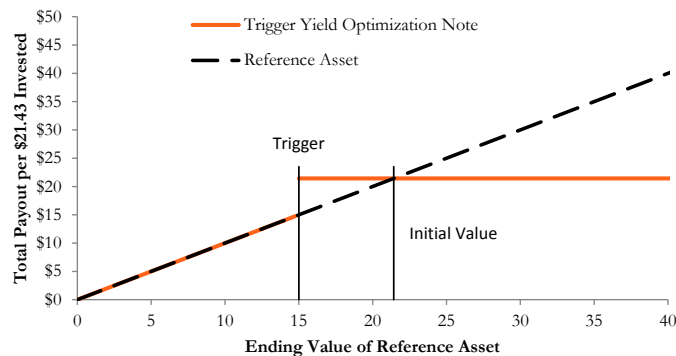 Total Payout per $21.43 Invested
$50
$45
$40
$35
$30
$25
$20
$15
$10
$5
$0
Trigger Yield Optimization Note
Reference Asset
Trigger
Initial Value
0 5 10 15 20 25 30 35 40
Ending Value of Reference Asset